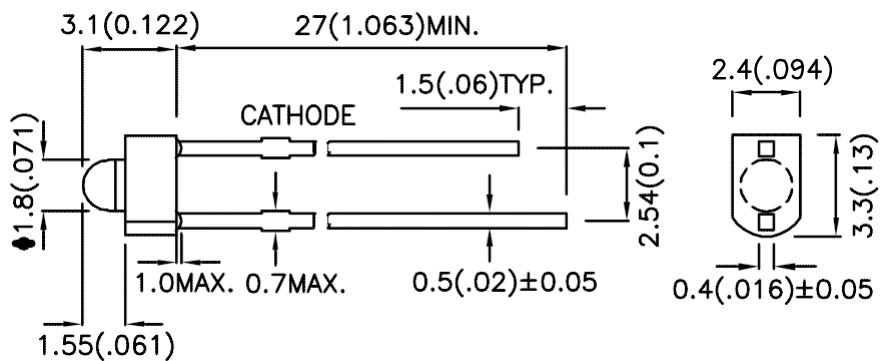 3.1(0.122)
27(1.063)MIN.
1.5(.06)TYP.
2.4(.094)
CATHODE
1.8(.071)
2.54(0.1)
3.3(.13)
1.0MAX.
0.7MAX.
0.5(.02)±0.05
0.4(.016)±0.05
1.55(.061)